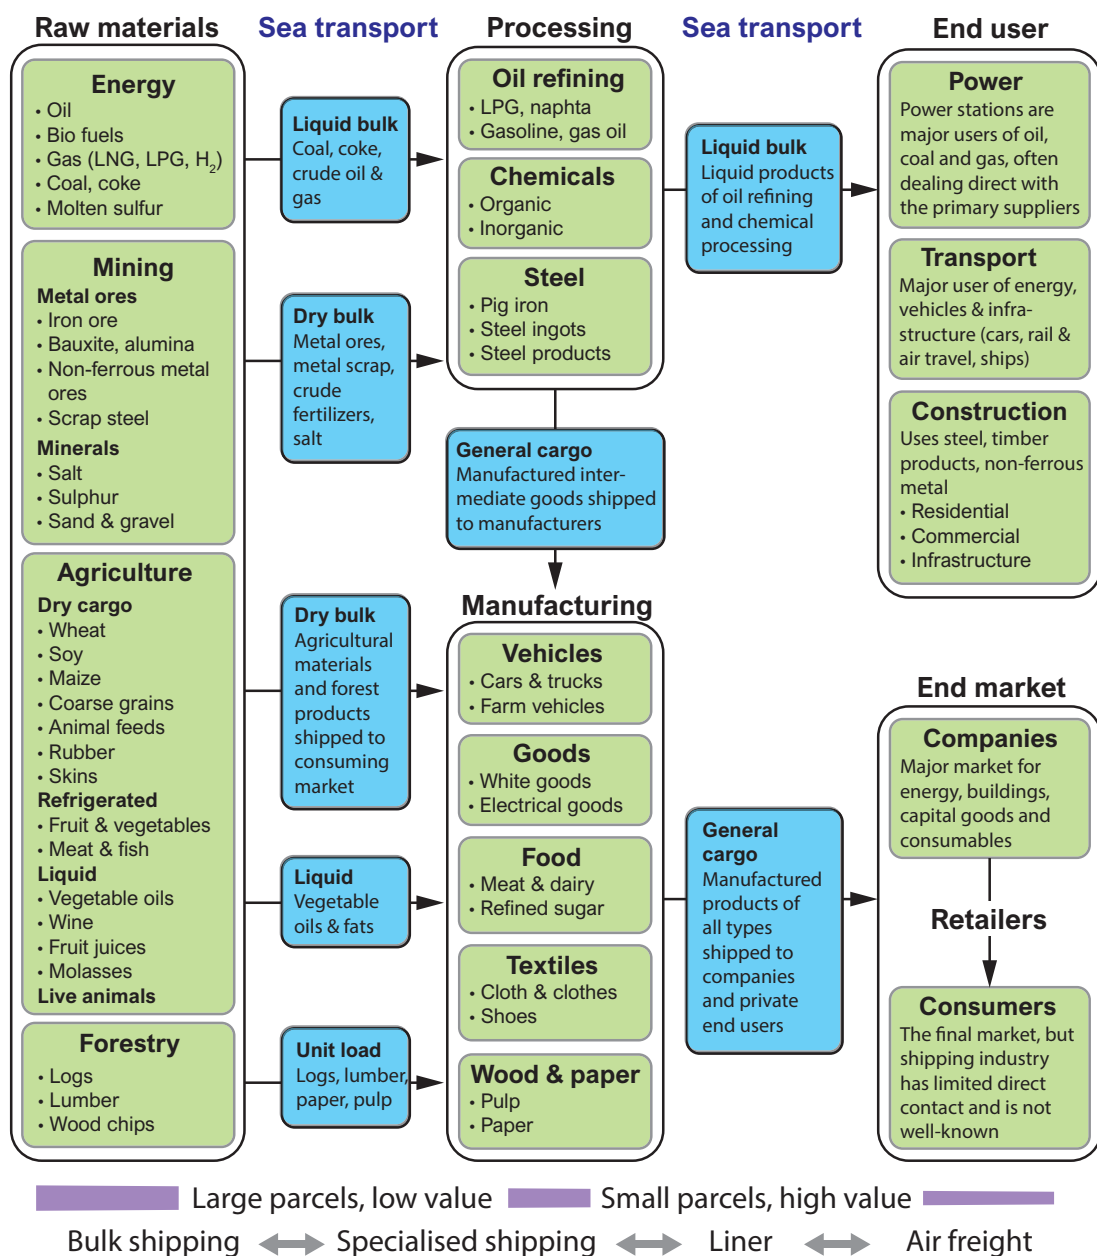 Raw materials
Energy
• Oil
• Bio fuels
• Gas (LNG, LPG, H2)
• Coal, coke
• Molten sulfur
Mining
Metal ores
• Iron ore
• Bauxite, alumina
• Non-ferrous metal
ores
• Scrap steel
Minerals
• Salt
• Sulphur
• Sand & gravel
Agriculture
Dry cargo
• Wheat
• Soy
• Maize
• Coarse grains
• Animal feeds
• Rubber
• Skins
Refrigerated
• Fruit & vegetables
• Meat & fish
Liquid
• Vegetable oils
• Wine
• Fruit juices
• Molasses
Live animals
Forestry
• Logs
• Lumber
• Wood chips
Sea transport
Liquid bulk
Coal, coke,
crude oil &
gas
Dry bulk
Metal ores,
metal scrap,
crude
fertilizers,
salt
Dry bulk
Agricultural
materials
and forest
products
shipped to
consuming
market
Liquid
Vegetable
oils & fats
Unit load
Logs, lumber,
paper, pulp
Processing
Oil refining
• LPG, naphta
• Gasoline, gas oil
Chemicals
• Organic
• Inorganic
Steel
• Pig iron
• Steel ingots
• Steel products
General cargo
Manufactured inter-
mediate goods shipped
to manufacturers
Manufacturing
Vehicles
• Cars & trucks
• Farm vehicles
Goods
• White goods
• Electrical goods
Food
• Meat & dairy
• Refined sugar
Textiles
• Cloth & clothes
• Shoes
Wood & paper
• Pulp
• Paper
Sea transport
Liquid bulk
Liquid products
of oil refining
and chemical
processing
General
cargo
Manufactured
products of
all types
shipped to
companies
and private
end users
End user
Power
Power stations are
major users of oil,
coal and gas, often
dealing direct with
the primary suppliers
Transport
Major user of energy,
vehicles & infra-
structure (cars, rail &
air travel, ships)
Construction
Uses steel, timber
products, non-ferrous
metal
• Residential
• Commercial
• Infrastructure
End market
Companies
Major market for
energy, buildings,
capital goods and
consumables
Retailers
Consumers
The final market, but
shipping industry
has limited direct
contact and is not
well-known
Large parcels, low value
Small parcels, high value
Bulk shipping
Specialised shipping
Liner
Air freight